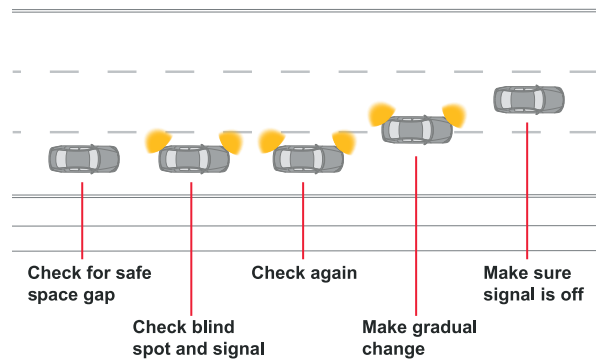 Check for safe
space gap
Check blind
spot and signal
Check again
Make gradual
change
Make sure
signal is off